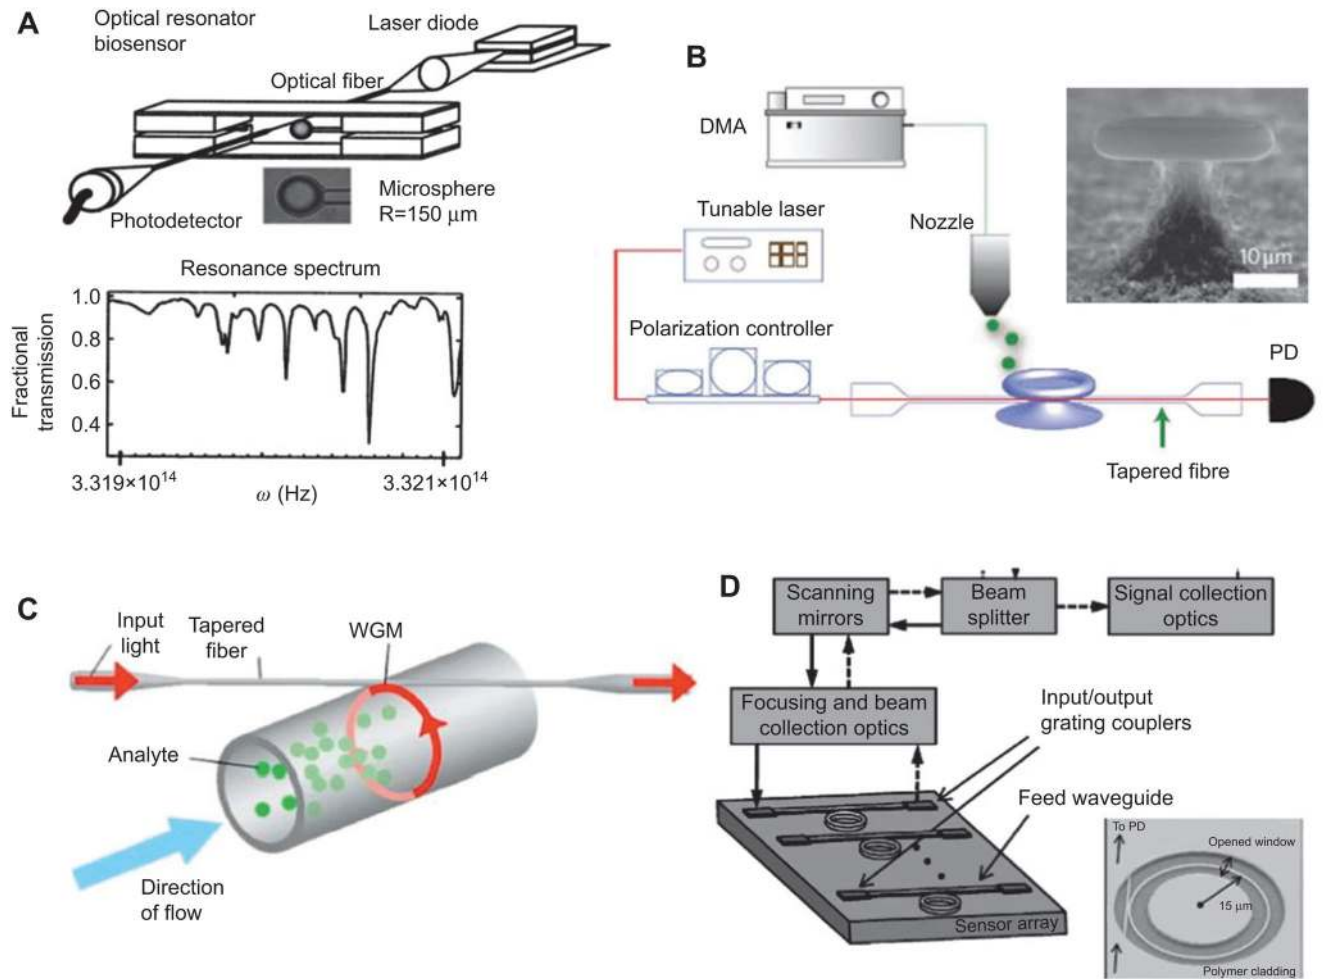 A
Optical resonator
biosensor
Laser diode
Optical fiber
Photodetector
Microsphere
R=150 μm
Resonance spectrum
Fractional
transmission
1.0
0.8
0.6
0.4
3.319×10¹⁴
ω (Hz)
3.321×10¹⁴
B
DMA
Tunable laser
Nozzle
10 μm
Polarization controller
PD
Tapered fibre
C
Input
light
Tapered
fiber
WGM
Analyte
Direction
of flow
D
Scanning
mirrors
Beam
splitter
Signal collection
optics
Focusing and beam
collection optics
Input/output
grating couplers
Feed waveguide
Sensor array
To PD
Opened window
15 μm
Polymer cladding